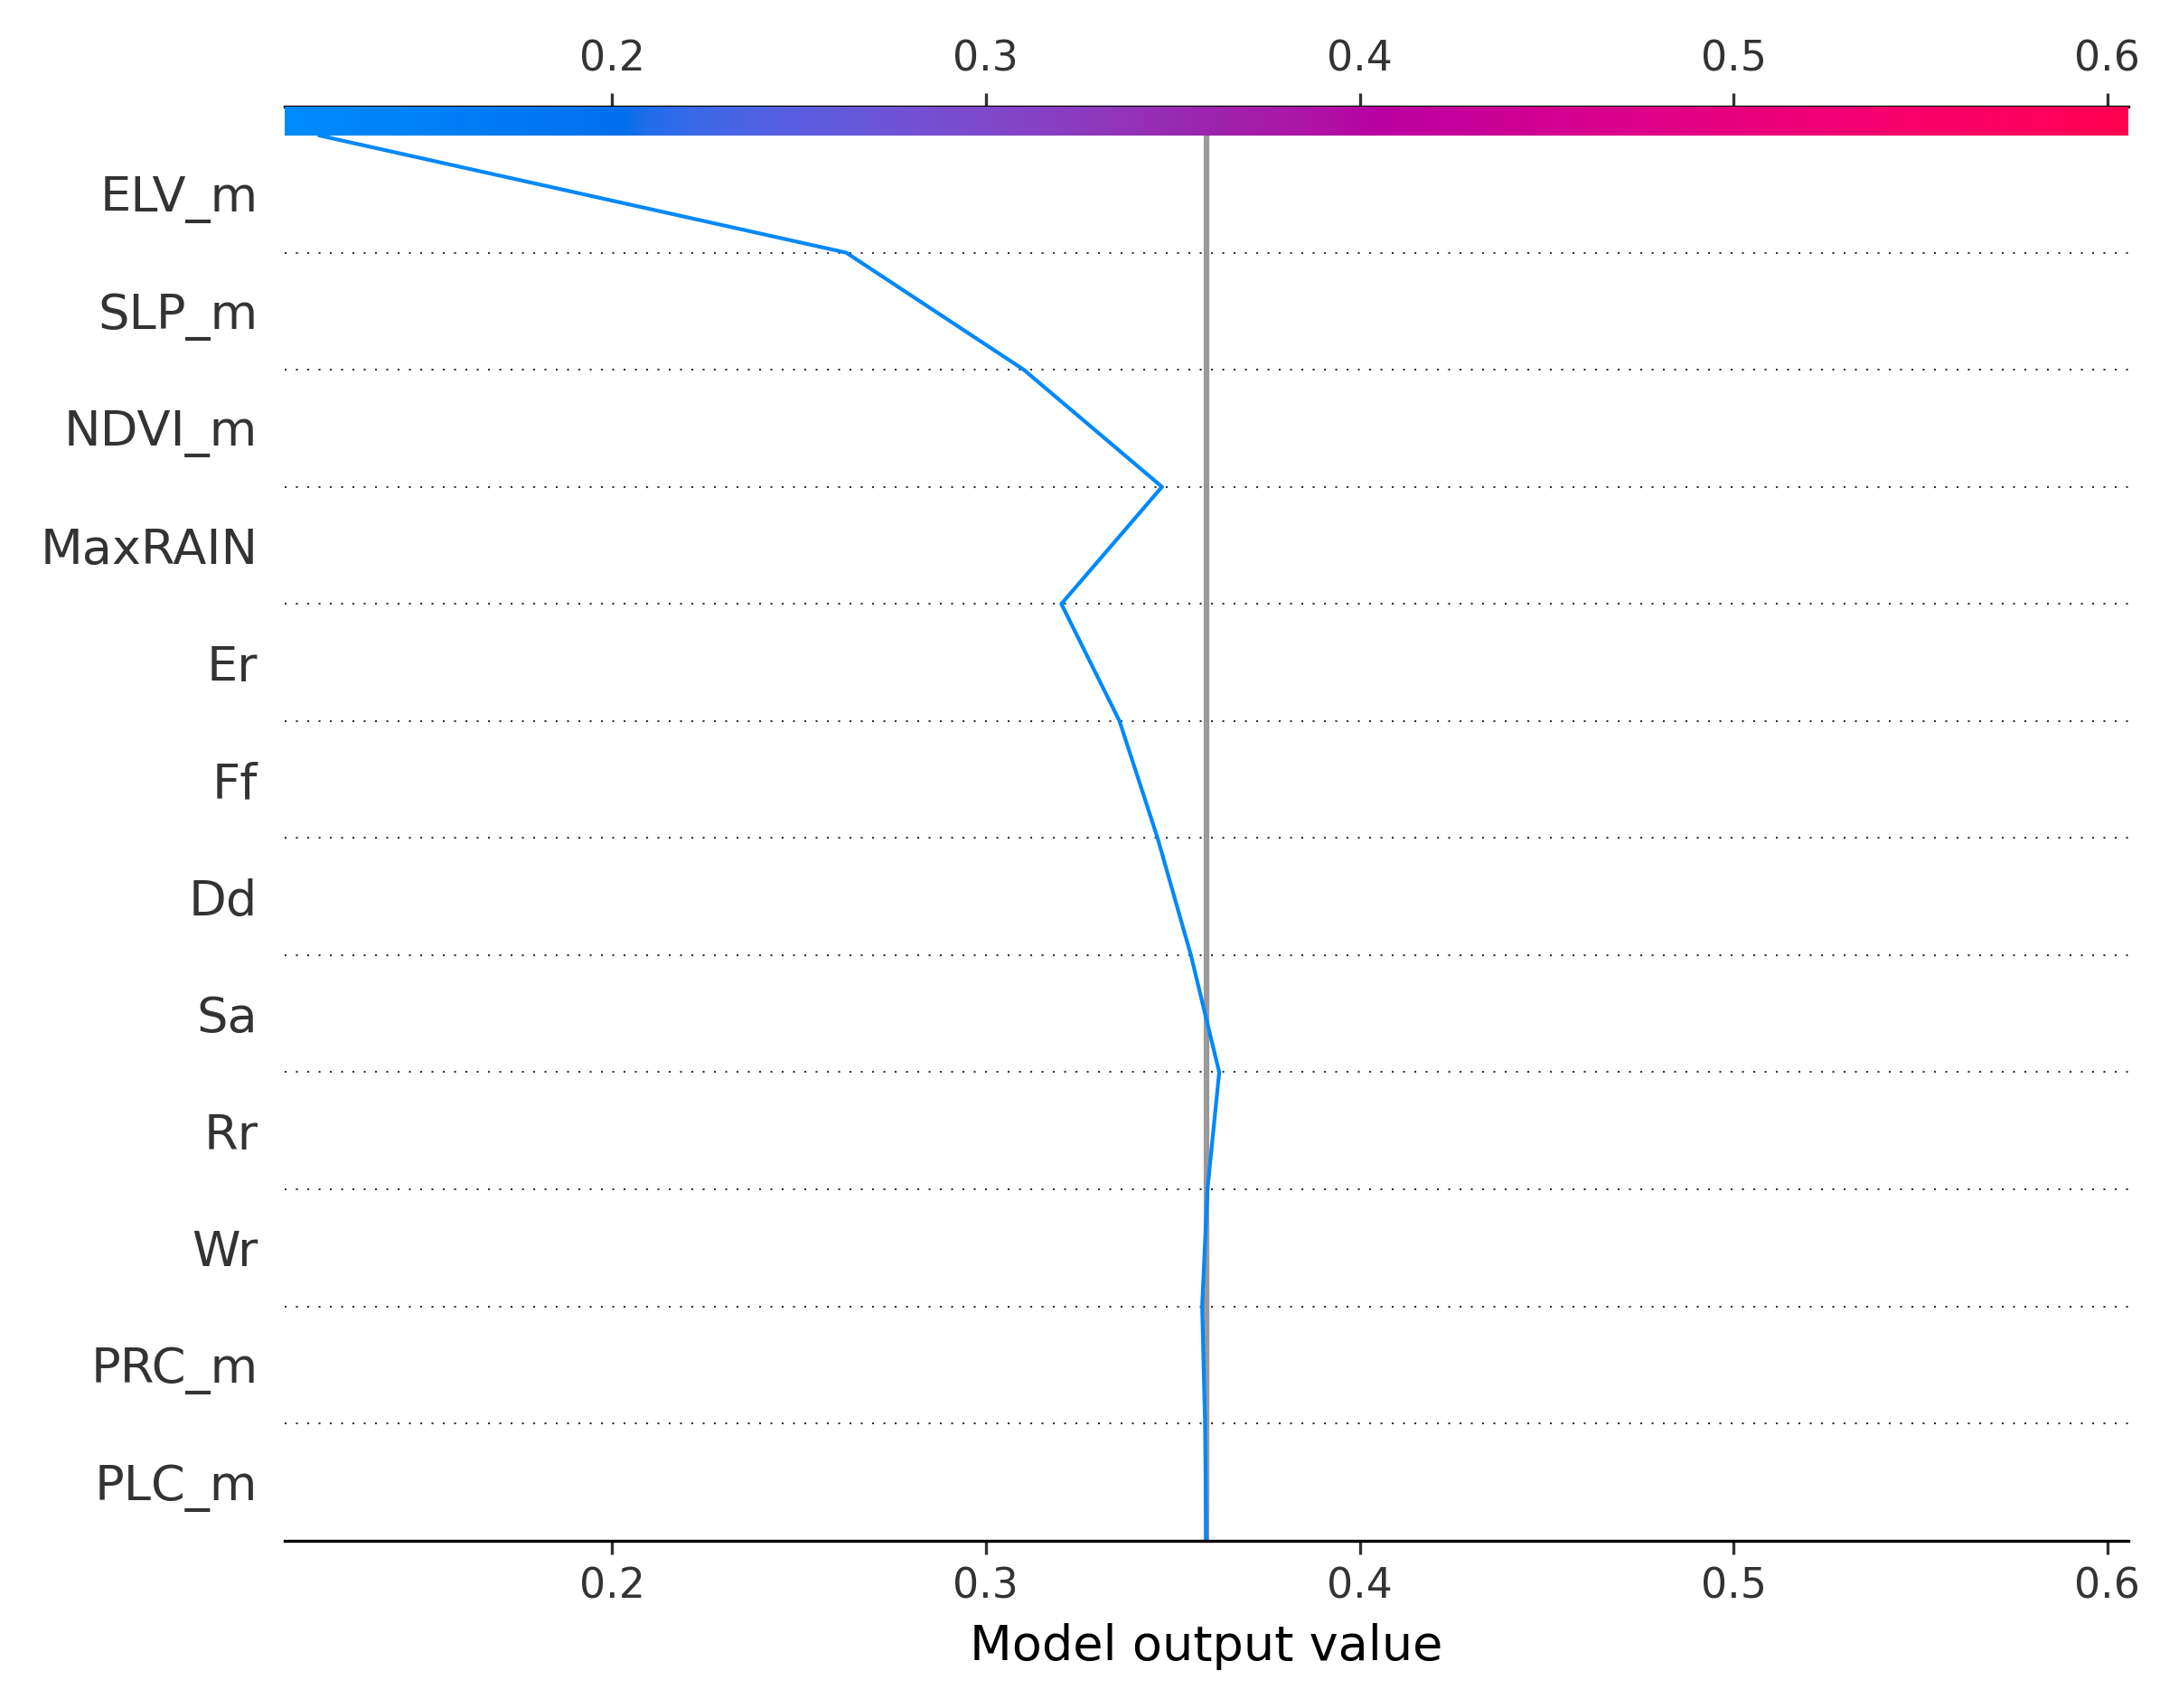 0.2 0.3 0.4 0.5 0.6
ELV_m
SLP_m
NDVI_m
MaxRAIN
Er
Ff
Dd
Sa
Rr
Wr
PRC_m
PLC_m
0.2 0.3 0.4 0.5 0.6
Model output value